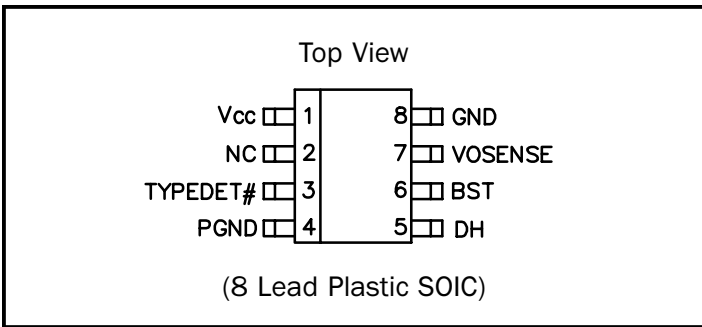 Top View
Vcc 1 8 GND
NC 2 7 VOSENSE
TYPEDET# 3 6 BST
PGND 4 5 DH
(8 Lead Plastic SOIC)